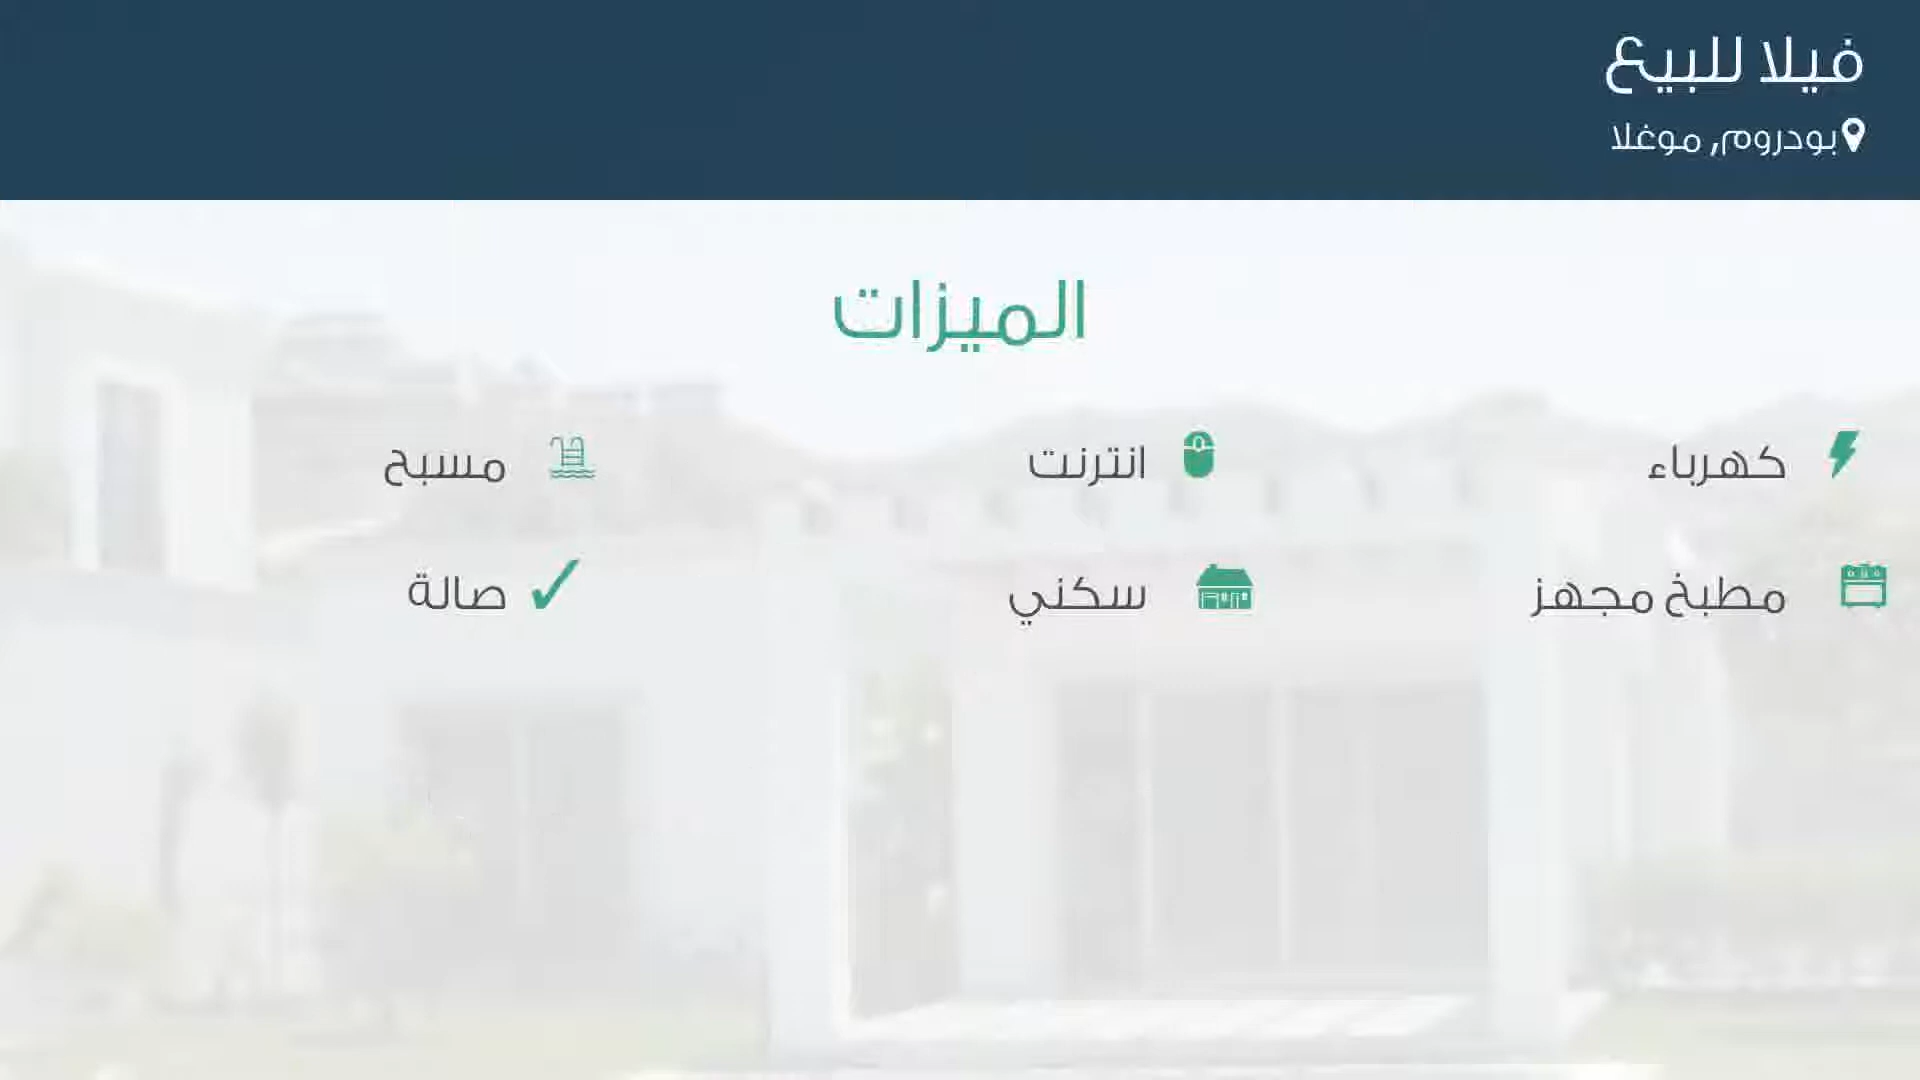 فيلا للبيع
بودروم, موغلا
الميزات
كهرباء
انترنت
مسبح
مطبخ مجهز
سكني
صالة